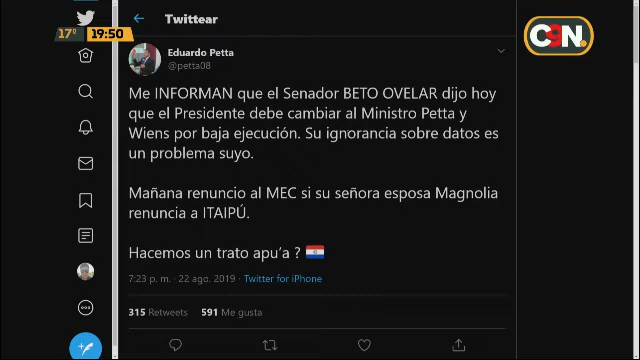 17º 19:50
C9N.
Twittear
Eduardo Petta
@petta08
Me INFORMAN que el Senador BETO OVELAR dijo hoy
que el Presidente debe cambiar al Ministro Petta y
Wiens por baja ejecución. Su ignorancia sobre datos es
un problema suyo.
Mañana renuncio al MEC si su señora esposa Magnolia
renuncia a ITAIPÚ.
Hacemos un trato apu'a ?
7:23 p. m. · 22 ago. 2019 · Twitter for iPhone
315 Retweets 591 Me gusta